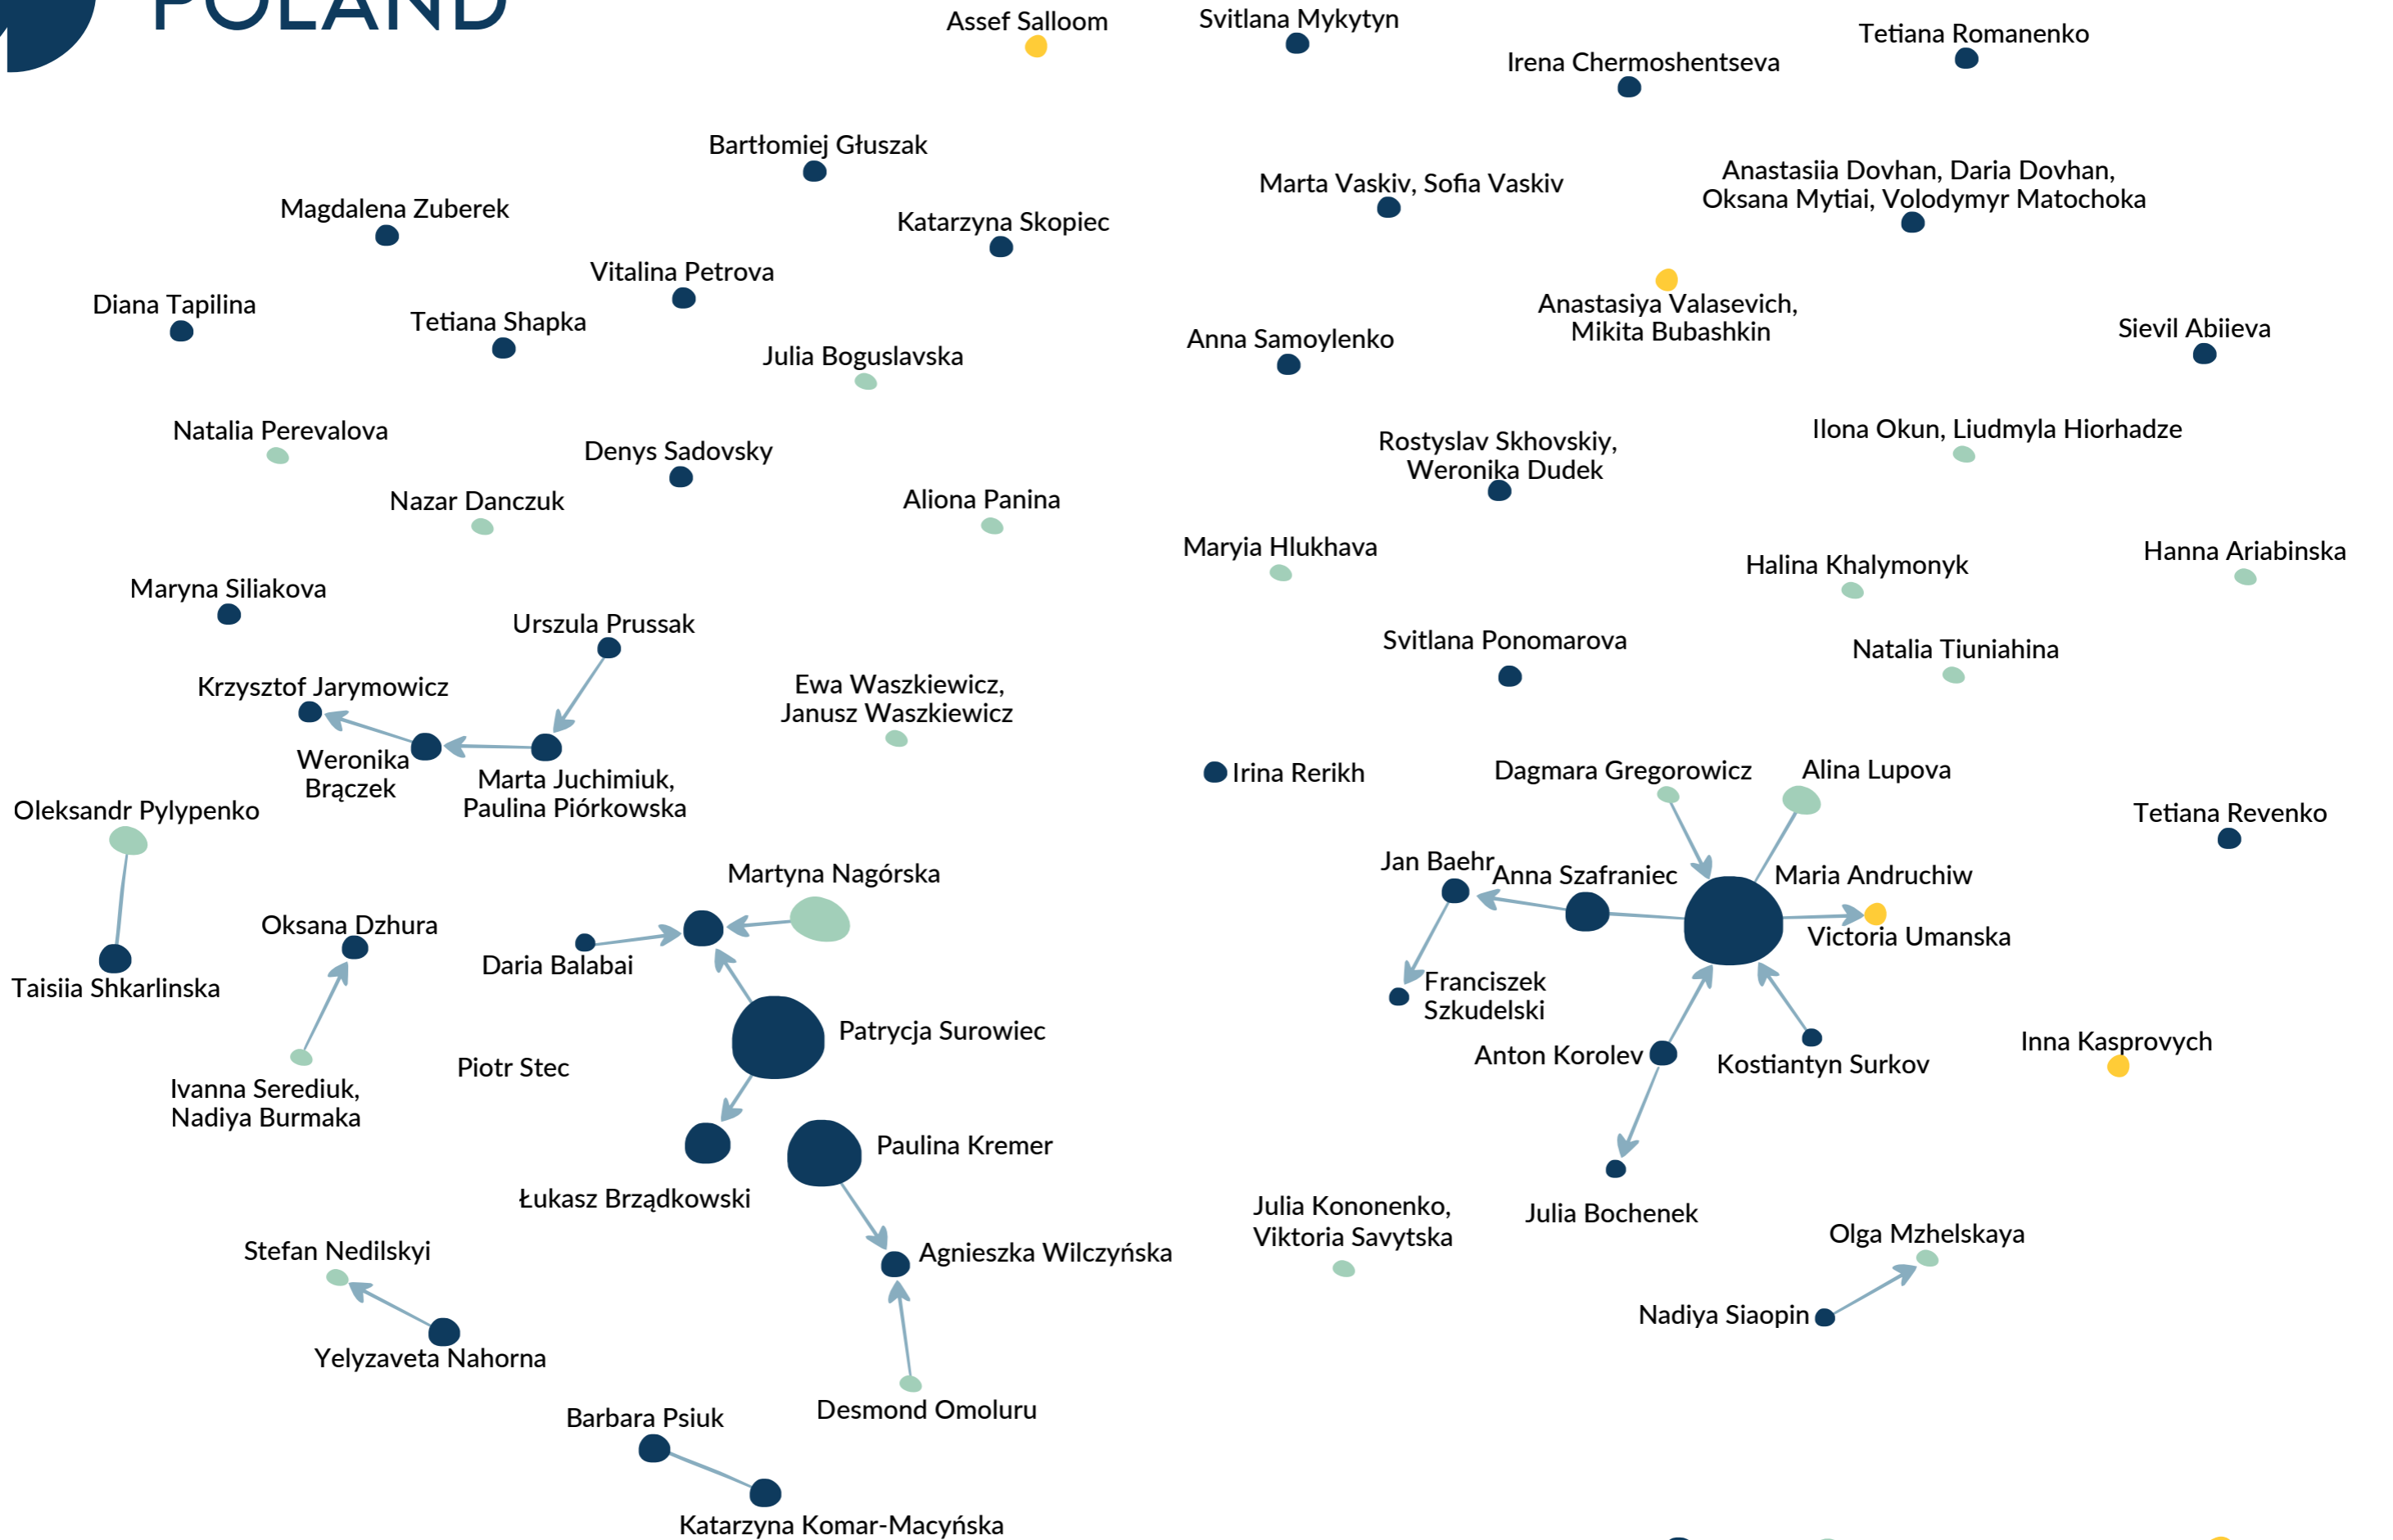 POLAND
Assef Salloom
Svitlana Mykytyn
Irena Chermoshentseva
Tetiana Romanenko
Bartłomiej Głuszak
Magdalena Zuberek
Katarzyna Skopiec
Marta Vaskiv, Sofia Vaskiv
Anastasiia Dovhan, Daria Dovhan,
Oksana Mytiai, Volodymyr Matochoka
Vitalina Petrova
Diana Tapilina
Tetiana Shapka
Julia Boguslavska
Anna Samoylenko
Anastasiya Valasevich,
Mikita Bubashkin
Sievil Abiieva
Natalia Perevalova
Denys Sadovsky
Nazar Danczuk
Aliona Panina
Rostyslav Skhovskiy,
Weronika Dudek
Ilona Okun, Liudmyla Hiorhadze
Maryia Hlukhava
Halina Khalymonyk
Hanna Ariabinska
Maryna Siliakova
Urszula Prussak
Svitlana Ponomarova
Natalia Tiuniahina
Krzysztof Jarymowicz
Ewa Waszkiewicz,
Janusz Waszkiewicz
Weronika
Brączek
Marta Juchimiuk,
Paulina Piórkowska
Irina Rerikh
Dagmara Gregorowicz
Alina Lupova
Tetiana Revenko
Oleksandr Pylypenko
Martyna Nagórska
Jan Baehr
Anna Szafraniec
Maria Andruchiw
Oksana Dzhura
Victoria Umanska
Daria Balabai
Taisiia Shkarlinska
Franciszek
Szkudelski
Patrycja Surowiec
Piotr Stec
Anton Korolev
Kostiantyn Surkov
Inna Kasprovych
Ivanna Serediuk,
Nadiya Burmaka
Paulina Kremer
Łukasz Brządkowski
Julia Kononenko,
Viktoria Savytska
Julia Bochenek
Olga Mzhelskaya
Stefan Nedilskyi
Agnieszka Wilczyńska
Nadiya Siaopin
Yelyzaveta Nahorna
Desmond Omoluru
Barbara Psiuk
Katarzyna Komar-Macyńska